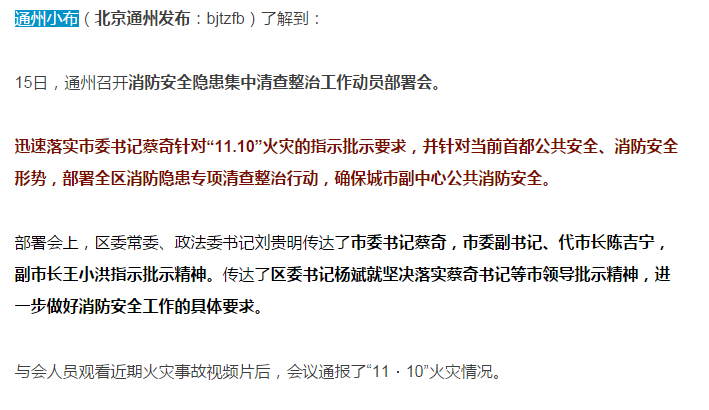 通州小布（北京通州发布：bjtzfb）了解到：
15日，通州召开消防安全隐患集中清查整治工作动员部署会。
迅速落实市委书记蔡奇针对“11.10”火灾的指示批示要求，并针对当前首都公共安全、消防安全
形势，部署全区消防隐患专项清查整治行动，确保城市副中心公共消防安全。
部署会上，区委常委、政法委书记刘贵明传达了市委书记蔡奇，市委副书记、代市长陈吉宁，
副市长王小洪指示批示精神。传达了区委书记杨斌就坚决落实蔡奇书记等市领导批示精神，进
一步做好消防安全工作的具体要求。
与会人员观看近期火灾事故视频片后，会议通报了“11・10”火灾情况。